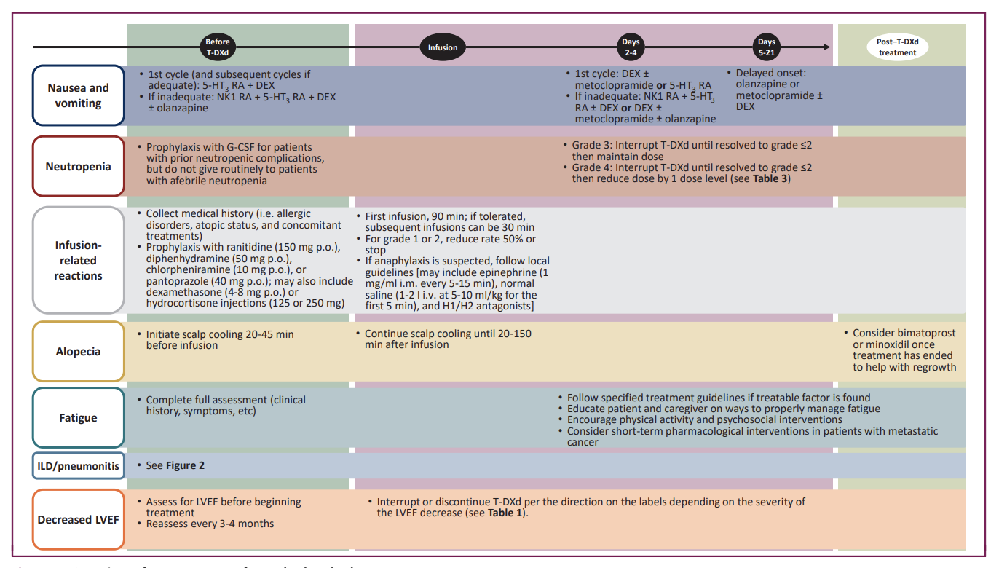 Before
T-DXd
Infusion
Days
2-4
Days
5-21
Post–T-DXd
treatment
Nausea and
vomiting
• 1st cycle (and subsequent cycles if
adequate): 5-HT3 RA + DEX
• If inadequate: NK1 RA + 5-HT3 RA + DEX
± olanzapine
• 1st cycle: DEX ±
metoclopramide or 5-HT3 RA
• If inadequate: NK1 RA + 5-HT3
RA ± DEX or DEX ±
metoclopramide ± olanzapine
• Delayed onset:
olanzapine or
metoclopramide ±
DEX
Neutropenia
• Prophylaxis with G-CSF for patients
with prior neutropenic complications,
but do not give routinely to patients
with afebrile neutropenia
• Grade 3: Interrupt T-DXd until resolved to grade ≤2
then maintain dose
• Grade 4: Interrupt T-DXd until resolved to grade ≤2
then reduce dose by 1 dose level (see Table 3)
Infusion-
related
reactions
• Collect medical history (i.e. allergic
disorders, atopic status, and concomitant
treatments)
• Prophylaxis with ranitidine (150 mg p.o.),
diphenhydramine (50 mg p.o.),
chlorpheniramine (10 mg p.o.), or
pantoprazole (40 mg p.o.); may also include
dexamethasone (4-8 mg p.o.) or
hydrocortisone injections (125 or 250 mg)
• First infusion, 90 min; if tolerated,
subsequent infusions can be 30 min
• For grade 1 or 2, reduce rate 50% or
stop
• If anaphylaxis is suspected, follow local
guidelines [may include epinephrine (1
mg/ml i.m. every 5-15 min), normal
saline (1-2 l i.v. at 5-10 ml/kg for the
first 5 min), and H1/H2 antagonists]
Alopecia
• Initiate scalp cooling 20-45 min
before infusion
• Continue scalp cooling until 20-150
min after infusion
• Consider bimatoprost
or minoxidil once
treatment has ended
to help with regrowth
Fatigue
• Complete full assessment (clinical
history, symptoms, etc)
• Follow specified treatment guidelines if treatable factor is found
• Educate patient and caregiver on ways to properly manage fatigue
• Encourage physical activity and psychosocial interventions
• Consider short-term pharmacological interventions in patients with metastatic
cancer
ILD/pneumonitis
• See Figure 2
Decreased LVEF
• Assess for LVEF before beginning
treatment
• Reassess every 3-4 months
• Interrupt or discontinue T-DXd per the direction on the labels depending on the severity of
the LVEF decrease (see Table 1).